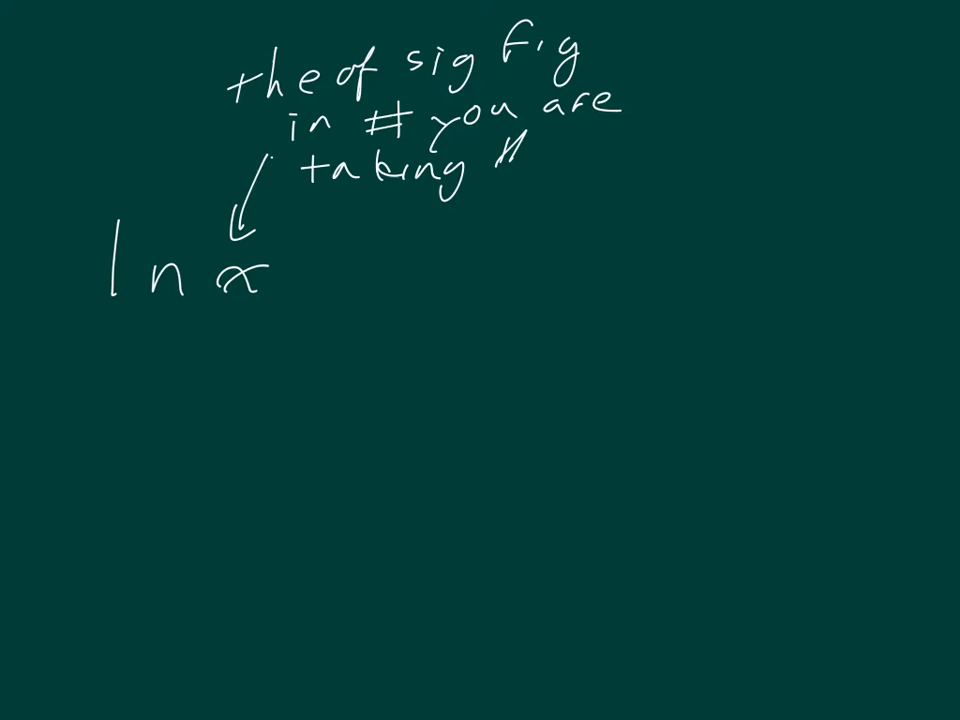 the of sig fig
in # you are
taking
ln x